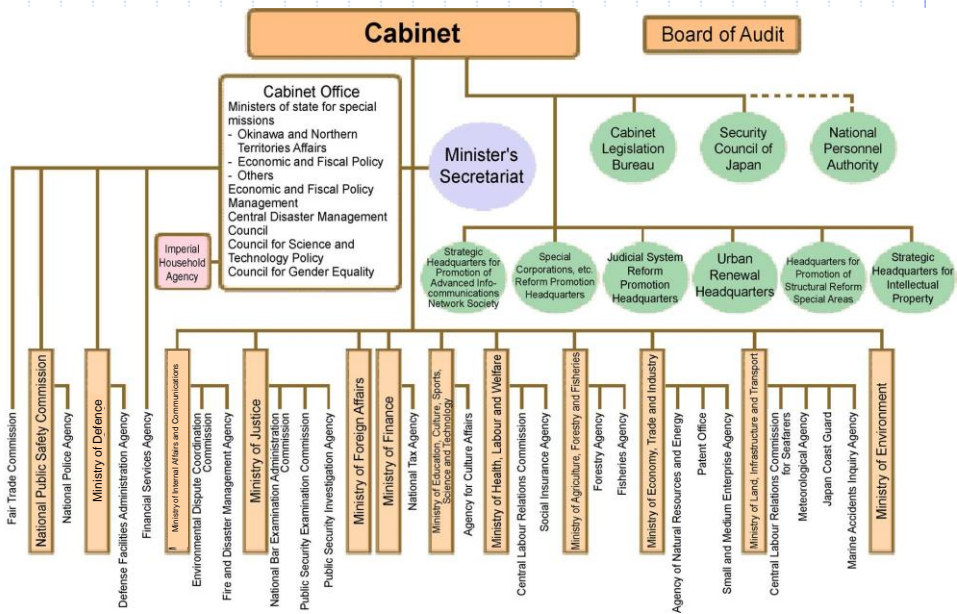 Cabinet
Board of Audit
Cabinet Office
Ministers of state for special
missions
- Okinawa and Northern
Territories Affairs
- Economic and Fiscal Policy
- Others
Economic and Fiscal Policy
Management
Central Disaster Management
Council
Council for Science and
Technology Policy
Council for Gender Equality
Imperial
Household
Agency
Minister's
Secretariat
Cabinet
Legislation
Bureau
Security
Council of
Japan
National
Personnel
Authority
Strategic
Headquarters for
Promotion of
Advanced Info-
communications
Network Society
Special
Corporations, etc.
Reform Promotion
Headquarters
Judicial System
Reform
Promotion
Headquarters
Urban
Renewal
Headquarters
Headquarters for
Promotion of
Structural Reform
Special Areas
Strategic
Headquarters for
Intellectual
Property
Fair Trade Commission
National Public Safety Commission
National Police Agency
Ministry of Defence
Defense Facilities Administration Agency
Financial Services Agency
Ministry of Internal Affairs and Communications
Environmental Dispute Coordination
Commission
Fire and Disaster Management Agency
Ministry of Justice
National Bar Examination Administration
Commission
Public Security Examination Commission
Public Security Investigation Agency
Ministry of Foreign Affairs
Ministry of Finance
National Tax Agency
Ministry of Education, Culture, Sports,
Science and Technology
Agency for Culture Affairs
Ministry of Health, Labour and Welfare
Central Labour Relations Commission
Social Insurance Agency
Ministry of Agriculture, Forestry and Fisheries
Forestry Agency
Fisheries Agency
Ministry of Economy, Trade and Industry
Agency of Natural Resources and Energy
Patent Office
Small and Medium Enterprise Agency
Ministry of Land, Infrastructure and Transport
Central Labour Relations Commission
for Seafarers
Meteorological Agency
Japan Coast Guard
Marine Accidents Inquiry Agency
Ministry of Environment